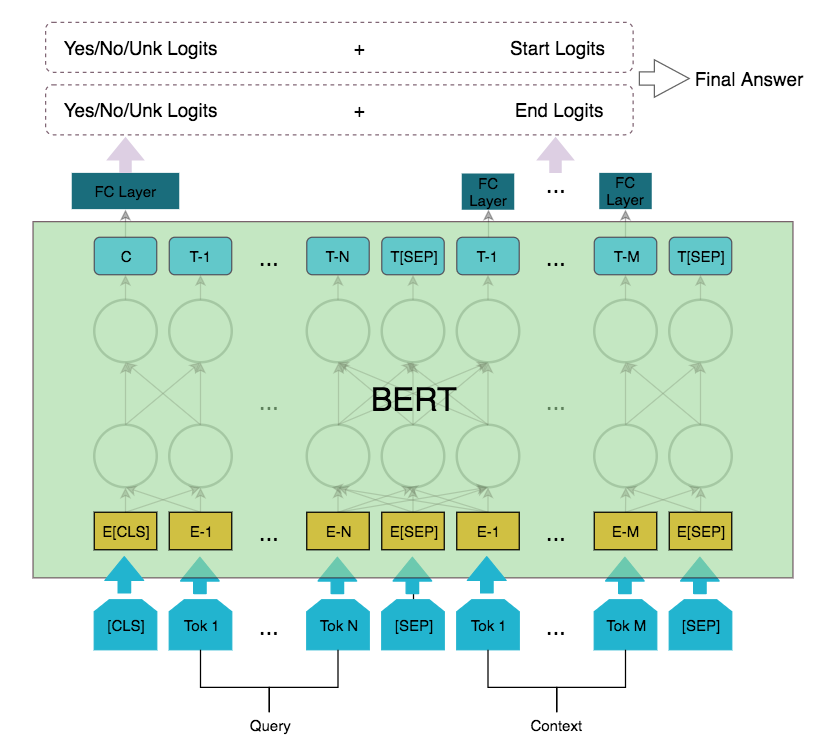 Yes/No/Unk Logits + Start Logits
Final Answer
Yes/No/Unk Logits + End Logits
FC Layer
FC
Layer
...
FC
Layer
C T-1 ... T-N T[SEP] T-1 ... T-M T[SEP]
... BERT ...
E[CLS] E-1 ... E-N E[SEP] E-1 ... E-M E[SEP]
[CLS] Tok 1 ... Tok N [SEP] Tok 1 ... Tok M [SEP]
Query Context